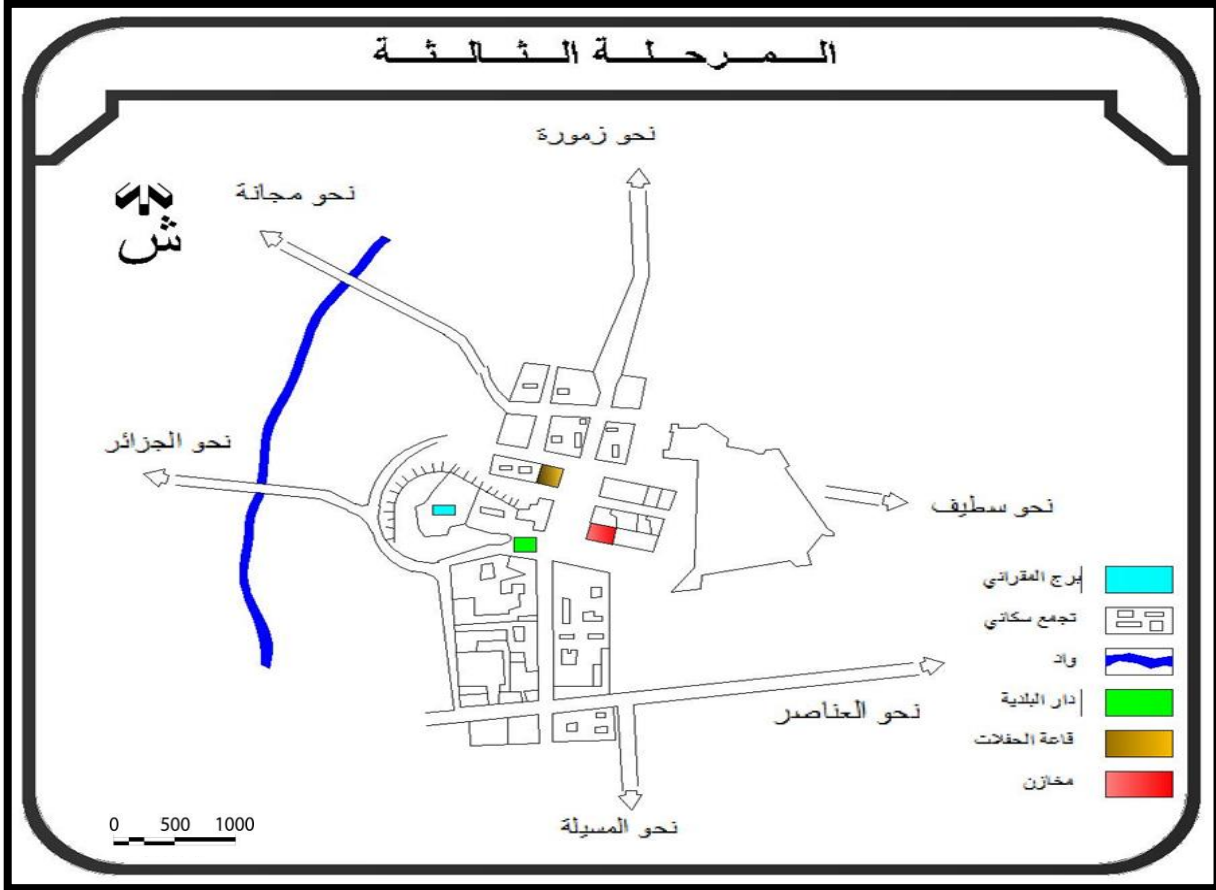 الـمـرحـلـة الـثـالـثـة
نحو زمورة
نحو مجانة
ش
نحو الجزائر
نحو سطيف
برج المقراني
تجمع سكاني
واد
دار البلدية
نحو العناصر
قاعة الحفلات
مخازن
نحو المسيلة
0 500 1000